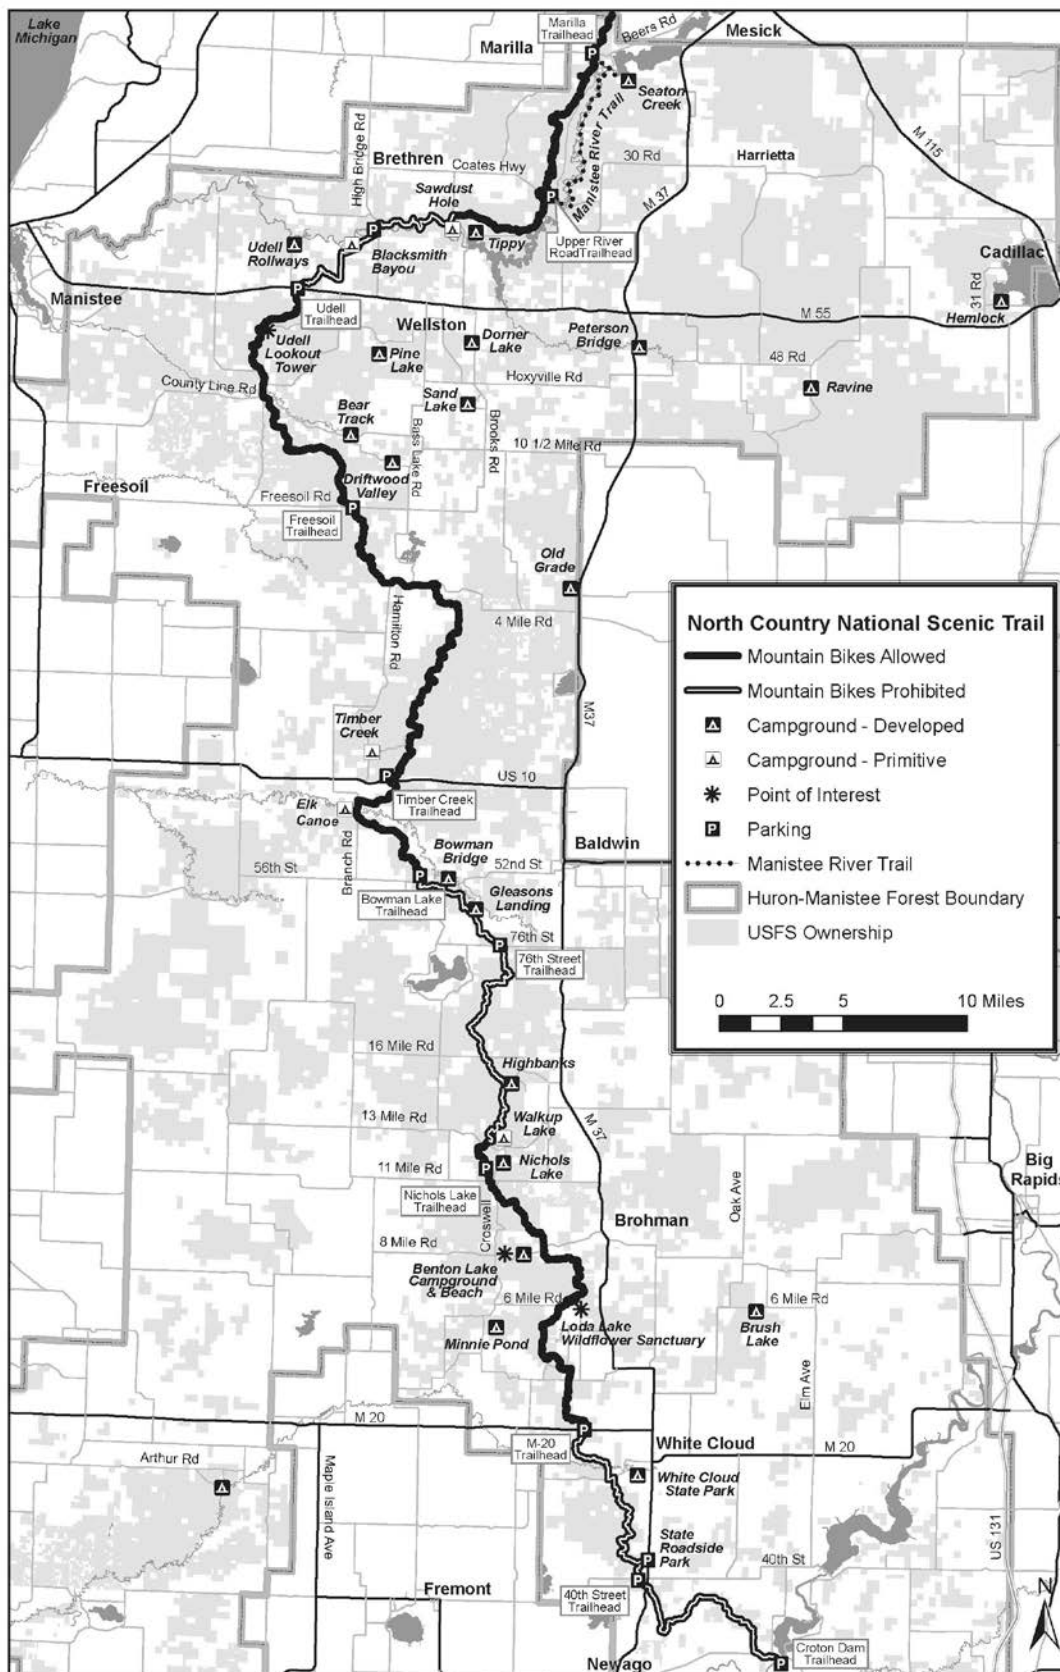 Lake
Michigan
Marilla
Trailhead
Beers Rd
Mesick
Marilla
Seaton
Creek
Manistee River Trail
M 115
High Bridge Rd
Brethren
Coates Hwy
30 Rd
Harrietta
Sawdust
Hole
M 37
Udell
Rollways
Tippy
Upper River
RoadTrailhead
Blacksmith
Bayou
Cadillac
31 Rd
Hemlock
Manistee
Udell
Trailhead
M 55
Wellston
Udell
Lookout
Tower
Dorner
Lake
Peterson
Bridge
Pine
Lake
48 Rd
Hoxyville Rd
County Line Rd
Ravine
Sand
Lake
Bear
Track
Bass Lake Rd
Brooks Rd
10 1/2 Mile Rd
Driftwood
Valley
Freesoil
Freesoil Rd
Freesoil
Trailhead
Old
Grade
Hamilton Rd
4 Mile Rd
North Country National Scenic Trail
Mountain Bikes Allowed
Mountain Bikes Prohibited
Campground - Developed
Campground - Primitive
Point of Interest
P
Parking
Manistee River Trail
Huron-Manistee Forest Boundary
USFS Ownership
0 2.5 5 10 Miles
M37
Timber
Creek
US 10
Timber Creek
Trailhead
Elk
Canoe
Branch Rd
Bowman
Bridge
Baldwin
56th St
52nd St
Bowman Lake
Trailhead
Gleasons
Landing
76th St
76th Street
Trailhead
16 Mile Rd
Highbanks
13 Mile Rd
Walkup
Lake
M 37
11 Mile Rd
Nichols
Lake
Big
Rapids
Nichols Lake
Trailhead
Croswell
Oak Ave
Brohman
8 Mile Rd
Benton Lake
Campground
& Beach
6 Mile Rd
6 Mile Rd
Loda Lake
Wildflower Sanctuary
Brush
Lake
Minnie Pond
Elm Ave
M 20
M-20
Trailhead
White Cloud
M 20
Arthur Rd
Maple Island Ave
White Cloud
State Park
US 131
State
Roadside
Park
40th St
Fremont
40th Street
Trailhead
N
Croton Dam
Trailhead
Newago